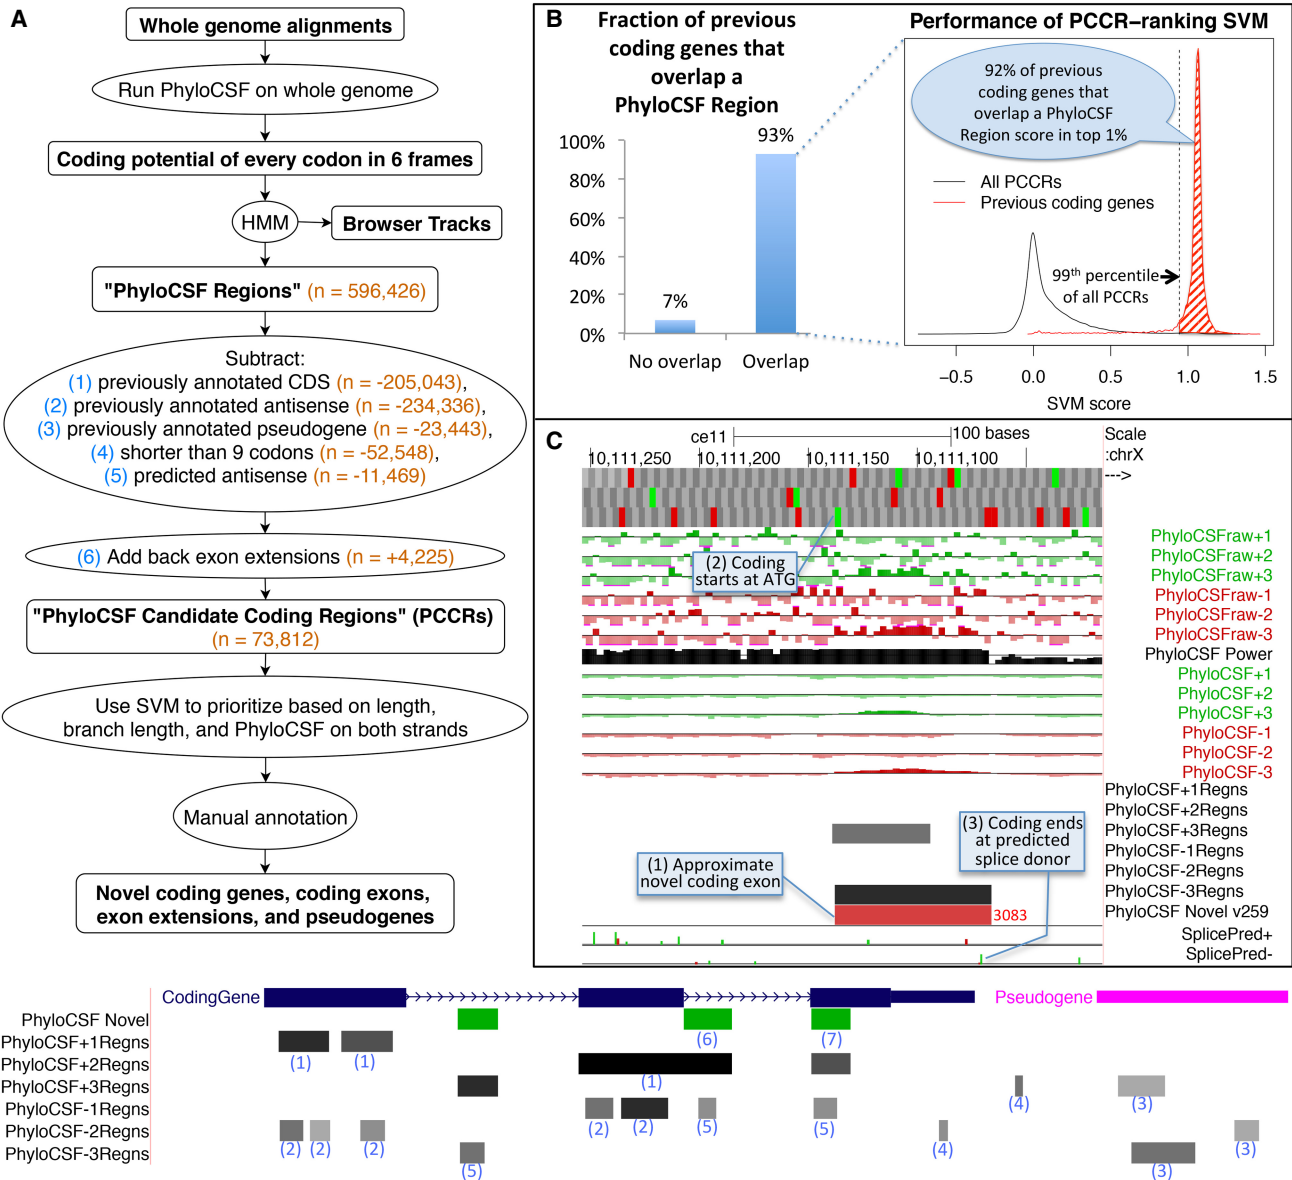 A
Whole genome alignments
Run PhyloCSF on whole genome
Coding potential of every codon in 6 frames
HMM
Browser Tracks
"PhyloCSF Regions" (n = 596,426)
Subtract:
(1) previously annotated CDS (n = -205,043),
(2) previously annotated antisense (n = -234,336),
(3) previously annotated pseudogene (n = -23,443),
(4) shorter than 9 codons (n = -52,548),
(5) predicted antisense (n = -11,469)
(6) Add back exon extensions (n = +4,225)
"PhyloCSF Candidate Coding Regions" (PCCRs)
(n = 73,812)
Use SVM to prioritize based on length,
branch length, and PhyloCSF on both strands
Manual annotation
Novel coding genes, coding exons,
exon extensions, and pseudogenes
B
Fraction of previous
coding genes that
overlap a
PhyloCSF Region
100%
80%
60%
40%
20%
0%
7%
93%
No overlap
Overlap
Performance of PCCR−ranking SVM
92% of previous
coding genes that
overlap a PhyloCSF
Region score in top 1%
All PCCRs
Previous coding genes
99th percentile
of all PCCRs
−0.5
0.0
0.5
1.0
1.5
SVM score
C
ce11
100 bases
Scale
10,111,250
10,111,200
10,111,150
10,111,100
:chrX
--->
(2) Coding
starts at ATG
PhyloCSFraw+1
PhyloCSFraw+2
PhyloCSFraw+3
PhyloCSFraw-1
PhyloCSFraw-2
PhyloCSFraw-3
PhyloCSF Power
PhyloCSF+1
PhyloCSF+2
PhyloCSF+3
PhyloCSF-1
PhyloCSF-2
PhyloCSF-3
PhyloCSF+1Regns
PhyloCSF+2Regns
PhyloCSF+3Regns
PhyloCSF-1Regns
PhyloCSF-2Regns
PhyloCSF-3Regns
PhyloCSF Novel v259
SplicePred+
SplicePred-
(1) Approximate
novel coding exon
(3) Coding ends
at predicted
splice donor
3083
CodingGene
Pseudogene
PhyloCSF Novel
(6)
(7)
PhyloCSF+1Regns
(1)
(1)
PhyloCSF+2Regns
(1)
PhyloCSF+3Regns
(4)
(3)
PhyloCSF-1Regns
(2)
(2)
(5)
(5)
PhyloCSF-2Regns
(2)
(2)
(2)
(4)
(3)
PhyloCSF-3Regns
(5)
(3)